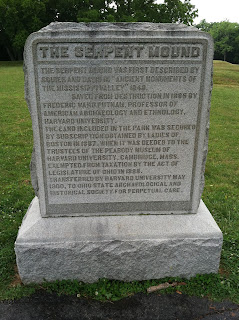 THE SERPENT MOUND
THE SERPENT MOUND WAS FIRST DESCRIBED BY
SQUIER AND DAVIS IN "ANCIENT MONUMENTS OF
THE MISSISSIPPI VALLEY," 1848.
SAVED FROM DESTRUCTION IN 1885 BY
FREDERIC WARD PUTNAM, PROFESSOR OF
AMERICAN ARCHAEOLOGY AND ETHNOLOGY,
HARVARD UNIVERSITY.
THE LAND INCLUDED IN THE PARK WAS SECURED
BY SUBSCRIPTION OBTAINED BY LADIES OF
BOSTON IN 1887, WHEN IT WAS DEEDED TO THE
TRUSTEES OF THE PEABODY MUSEUM OF
HARVARD UNIVERSITY, CAMBRIDGE, MASS.
EXEMPTED FROM TAXATION BY THE ACT OF
LEGISLATURE OF OHIO IN 1888.
TRANSFERRED BY HARVARD UNIVERSITY MAY
1900, TO OHIO STATE ARCHAEOLOGICAL AND
HISTORICAL SOCIETY FOR PERPETUAL CARE.